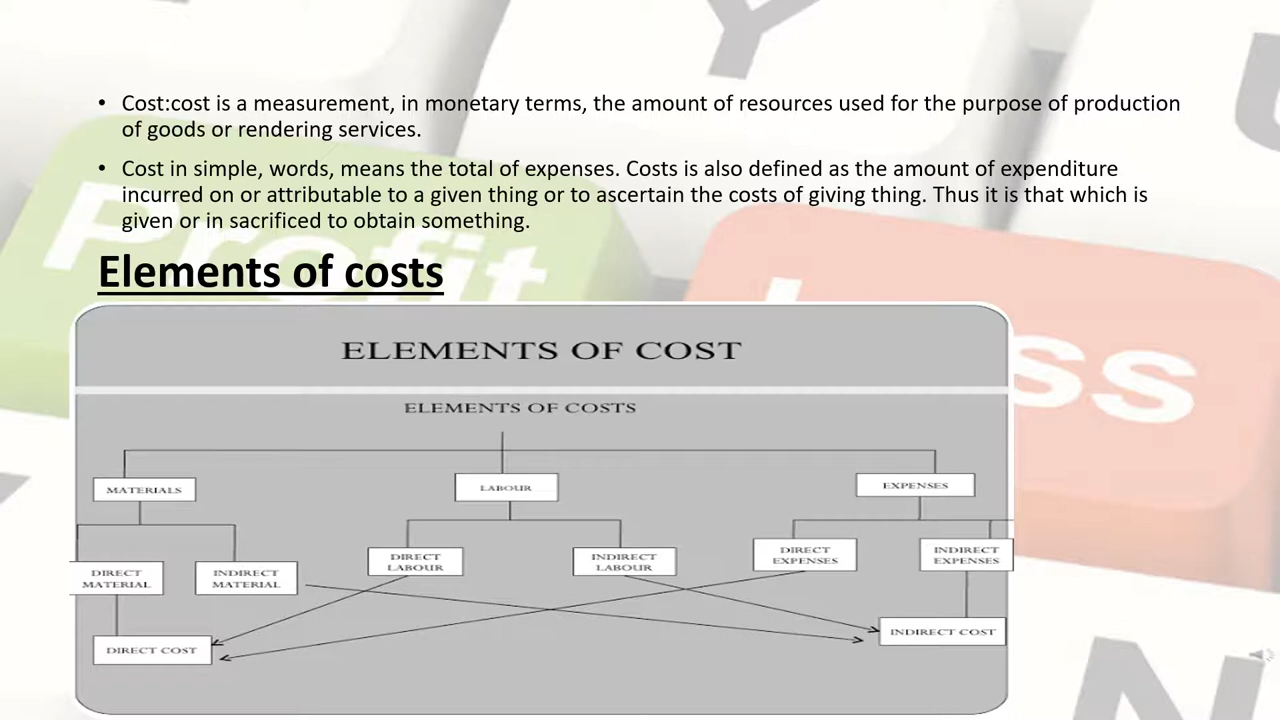 • Cost:cost is a measurement, in monetary terms, the amount of resources used for the purpose of production
of goods or rendering services.
• Cost in simple, words, means the total of expenses. Costs is also defined as the amount of expenditure
incurred on or attributable to a given thing or to ascertain the costs of giving thing. Thus it is that which is
given or in sacrificed to obtain something.
Elements of costs
ELEMENTS OF COST
ELEMENTS OF COSTS
MATERIALS
LABOUR
EXPENSES
DIRECT
MATERIAL
INDIRECT
MATERIAL
DIRECT
LABOUR
INDIRECT
LABOUR
DIRECT
EXPENSES
INDIRECT
EXPENSES
DIRECT COST
INDIRECT COST
Profit
Y
U
N